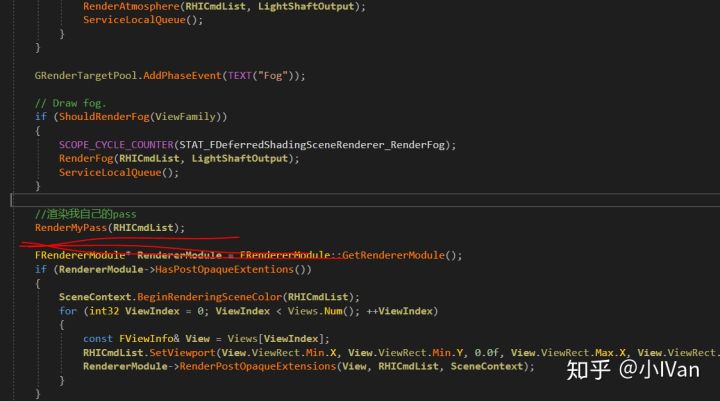 RenderAtmosphere(RHICmdList, LightShaftOutput);
ServiceLocalQueue();
}
}
GRenderTargetPool.AddPhaseEvent(TEXT("Fog"));
// Draw fog.
if (ShouldRenderFog(ViewFamily))
{
SCOPE_CYCLE_COUNTER(STAT_FDeferredShadingSceneRenderer_RenderFog);
RenderFog(RHICmdList, LightShaftOutput);
ServiceLocalQueue();
}
//渲染我自己的pass
RenderMyPass(RHICmdList);
FRendererModule* RendererModule = FRendererModule::GetRendererModule();
if (RendererModule->HasPostOpaqueExtentions())
{
SceneContext.BeginRenderingSceneColor(RHICmdList);
for (int32 ViewIndex = 0; ViewIndex < Views.Num(); ++ViewIndex)
{
const FViewInfo& View = Views[ViewIndex];
RHICmdList.SetViewport(View.ViewRect.Min.X, View.ViewRect.Min.Y, 0.0f, View.ViewRect.Max.X, View.ViewRect
RendererModule->RenderPostOpaqueExtensions(View, RHICmdList, SceneContext);
}
}
知乎 @小IVan